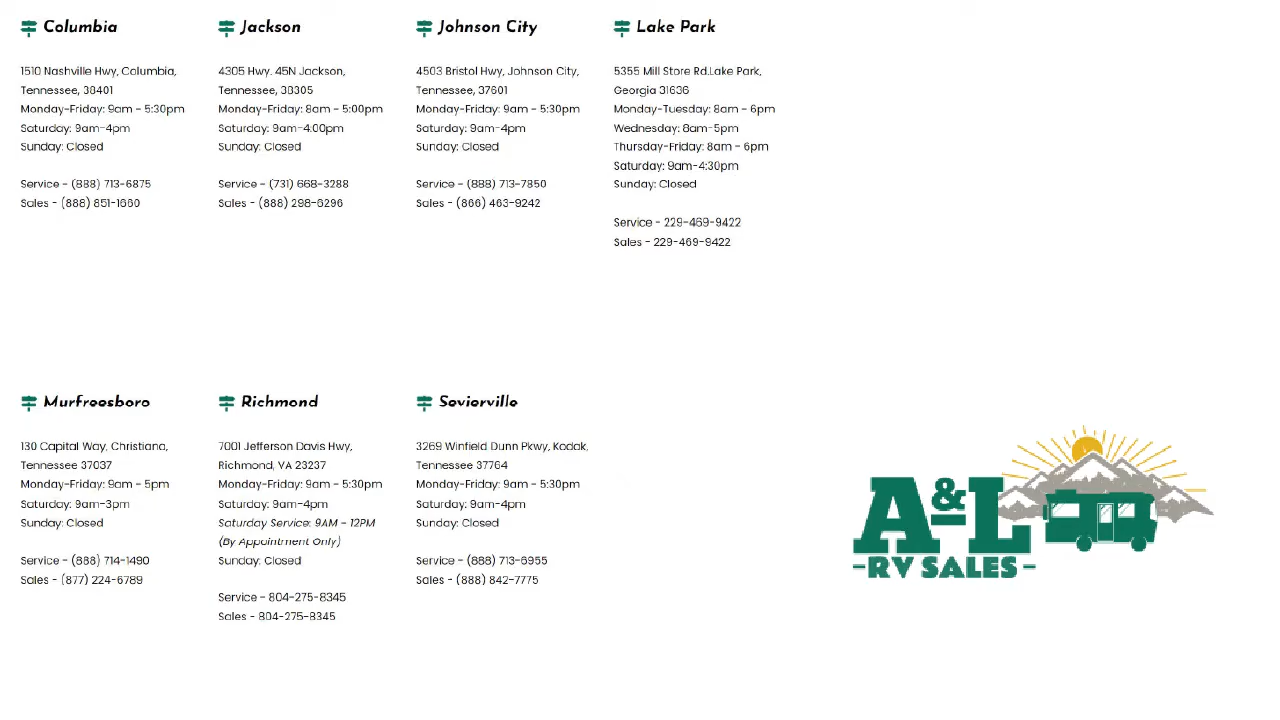 Columbia
1510 Nashville Hwy, Columbia,
Tennessee, 38401
Monday-Friday: 9am - 5:30pm
Saturday: 9am-4pm
Sunday: Closed
Service - (888) 713-6875
Sales - (888) 851-1660
Jackson
4305 Hwy. 45N Jackson,
Tennessee, 38305
Monday-Friday: 8am - 5:00pm
Saturday: 9am-4:00pm
Sunday: Closed
Service - (731) 668-3288
Sales - (888) 298-6296
Johnson City
4503 Bristol Hwy, Johnson City,
Tennessee, 37601
Monday-Friday: 9am - 5:30pm
Saturday: 9am-4pm
Sunday: Closed
Service - (888) 713-7850
Sales - (866) 463-9242
Lake Park
5355 Mill Store Rd.Lake Park,
Georgia 31636
Monday-Tuesday: 8am - 6pm
Wednesday: 8am-5pm
Thursday-Friday: 8am - 6pm
Saturday: 9am-4:30pm
Sunday: Closed
Service - 229-469-9422
Sales - 229-469-9422
Murfreesboro
130 Capital Way, Christiana,
Tennessee 37037
Monday-Friday: 9am - 5pm
Saturday: 9am-3pm
Sunday: Closed
Service - (888) 714-1490
Sales - (877) 224-6789
Richmond
7001 Jefferson Davis Hwy,
Richmond, VA 23237
Monday-Friday: 9am - 5:30pm
Saturday: 9am-4pm
Saturday Service: 9AM - 12PM
(By Appointment Only)
Sunday: Closed
Service - 804-275-8345
Sales - 804-275-8345
Sevierville
3269 Winfield Dunn Pkwy, Kodak,
Tennessee 37764
Monday-Friday: 9am - 5:30pm
Saturday: 9am-4pm
Sunday: Closed
Service - (888) 713-6955
Sales - (888) 842-7775
A&L
-RV SALES-